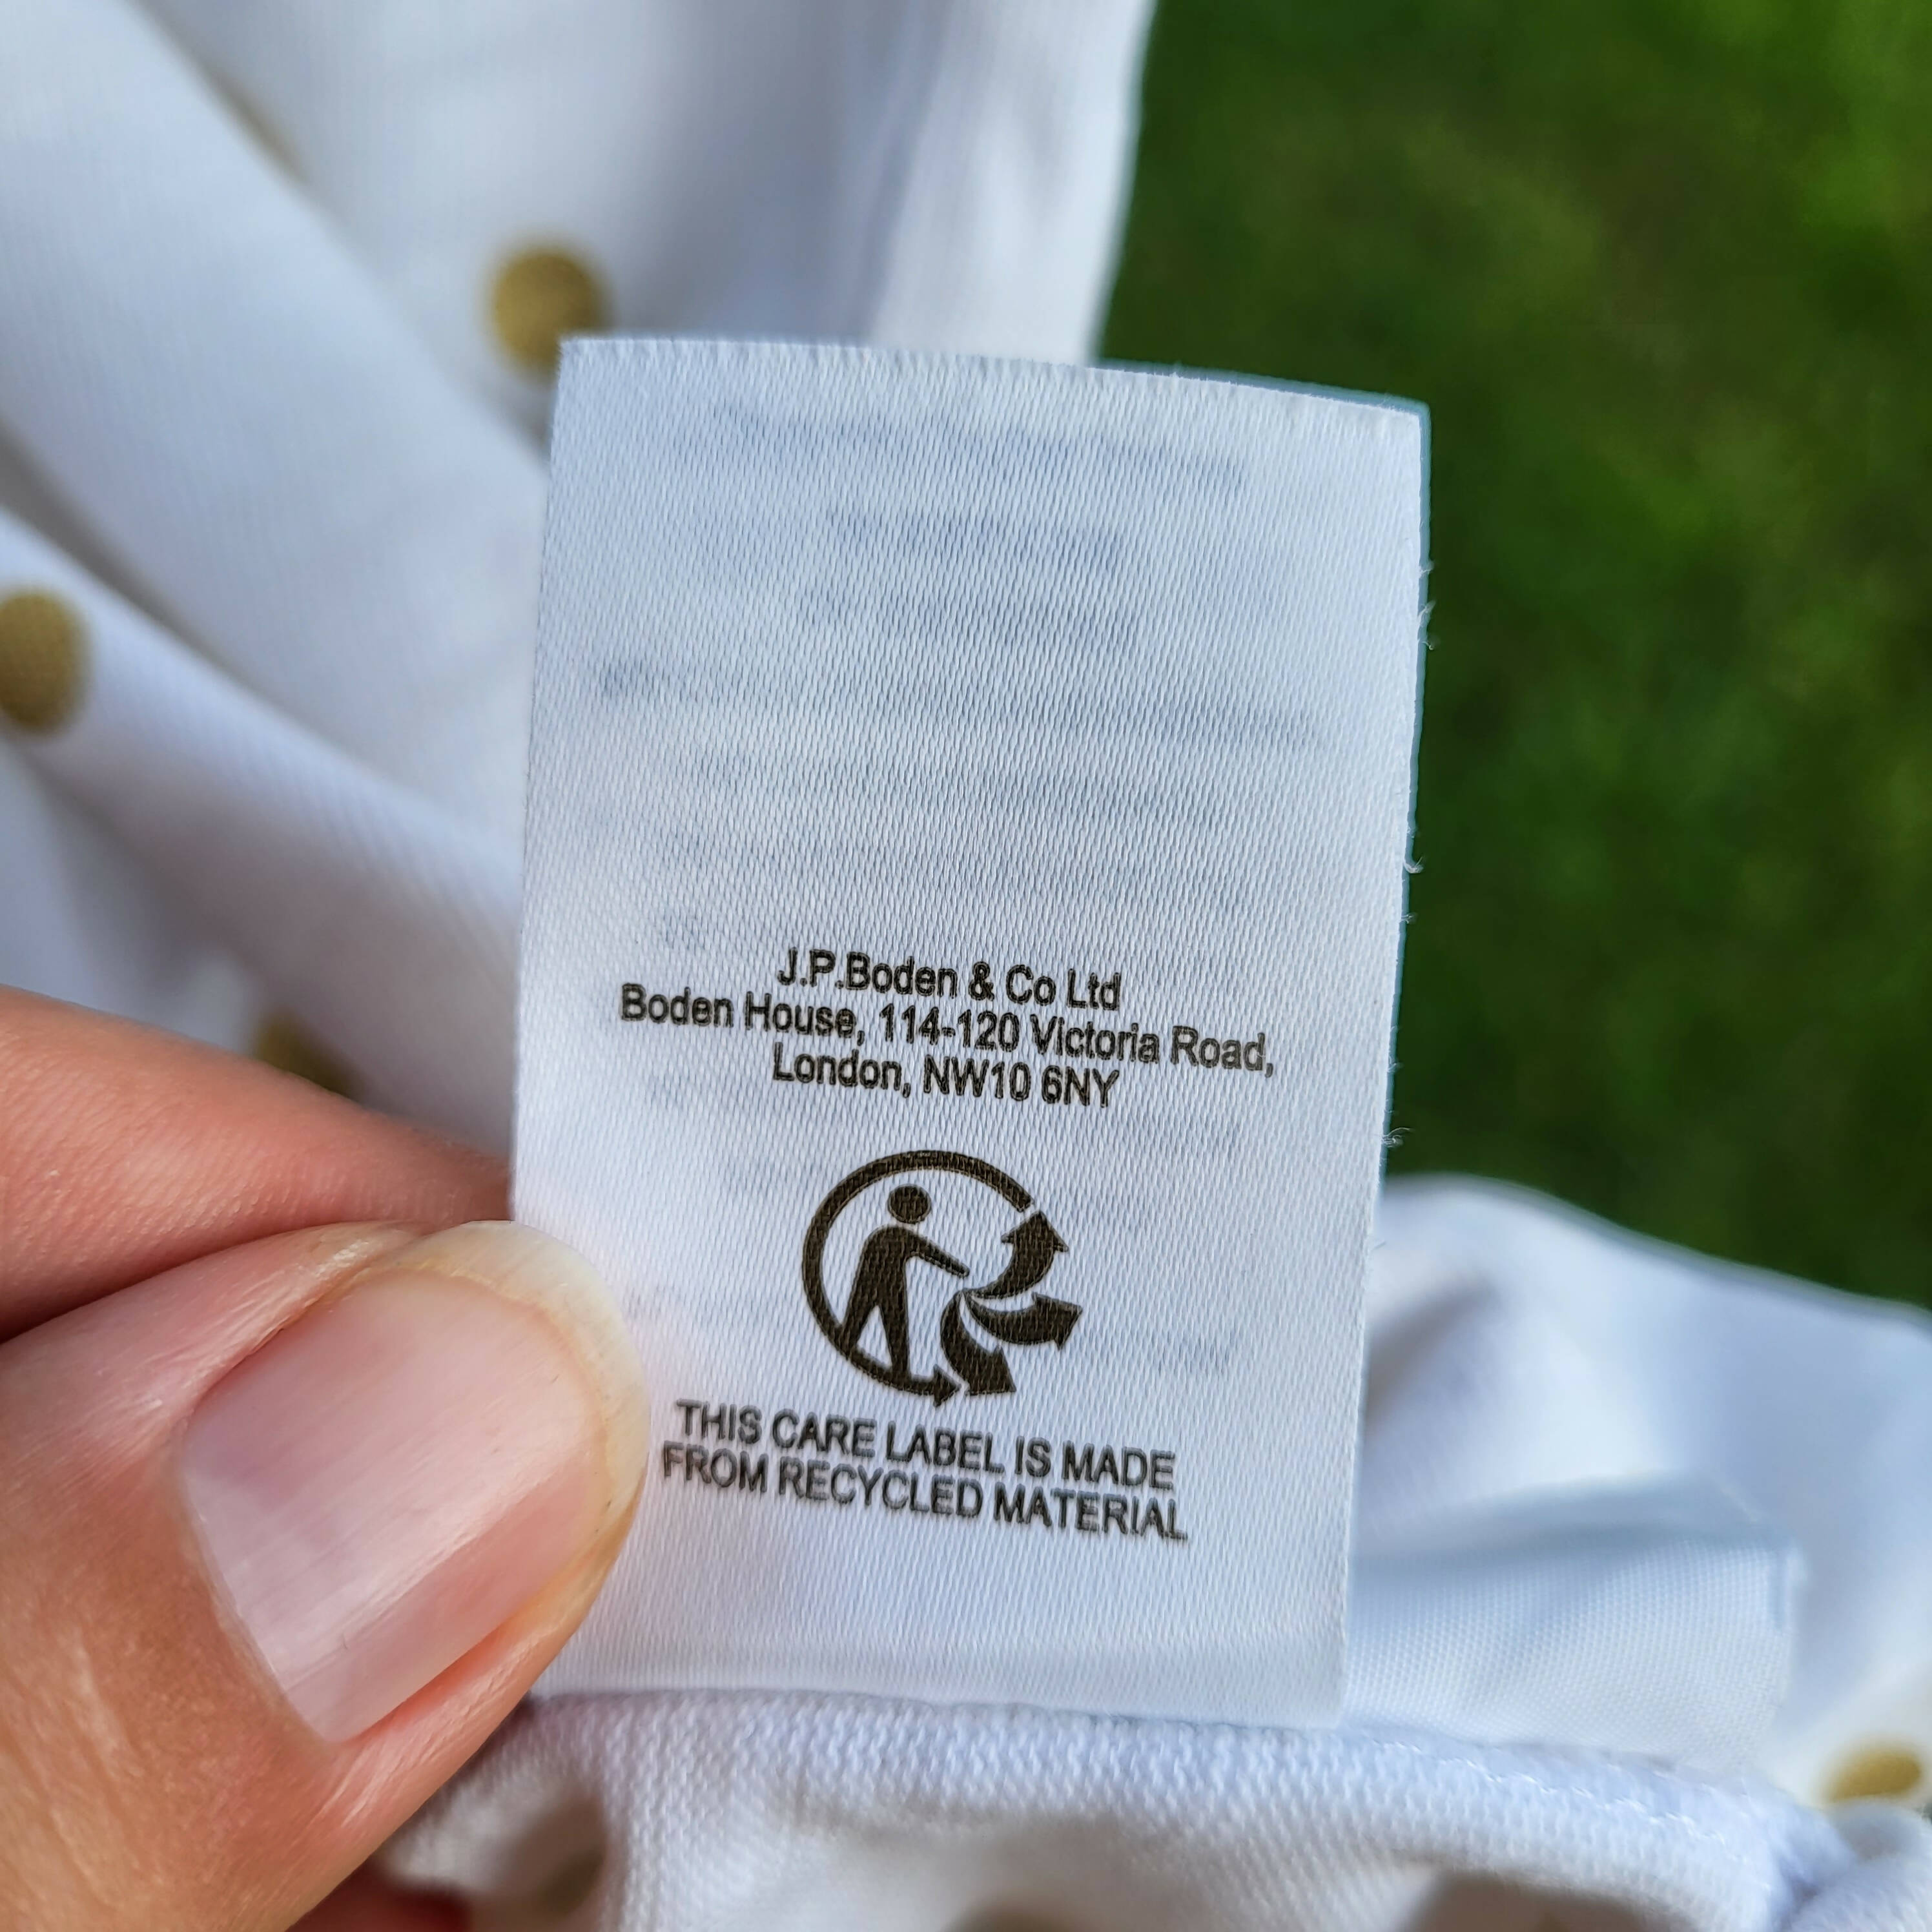 J.P.Boden & Co Ltd
Boden House, 114-120 Victoria Road,
London, NW10 6NY
THIS CARE LABEL IS MADE
FROM RECYCLED MATERIAL